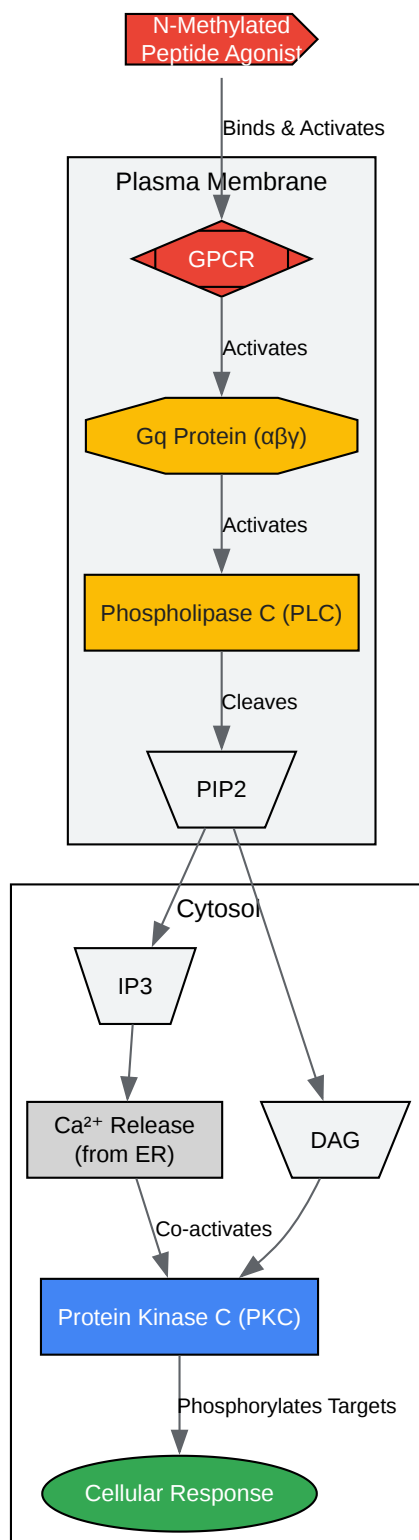 N-Methylated
Peptide Agonist
Binds & Activates
Plasma Membrane
GPCR
Activates
Gq Protein (αβγ)
Activates
Phospholipase C (PLC)
Cleaves
PIP2
Cytosol
IP3
Ca²⁺ Release
(from ER)
DAG
Co-activates
Protein Kinase C (PKC)
Phosphorylates Targets
Cellular Response